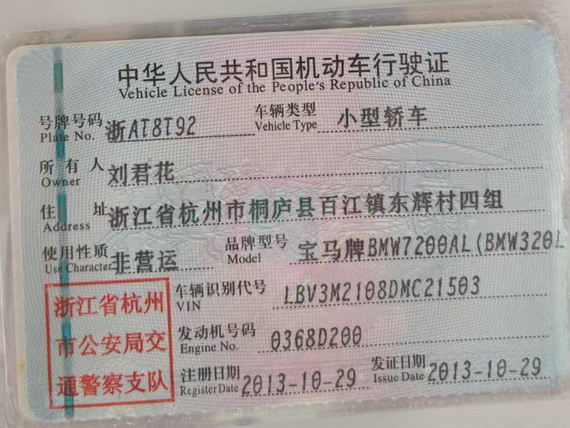 中华人民共和国机动车行驶证
Vehicle License of the People's Republic of China
号牌号码 浙AT8T92 车辆类型 小型轿车
Plate No. Vehicle Type
所有人 刘君花
Owner
住址 浙江省杭州市桐庐县百江镇东辉村四组
Address
使用性质 非营运 品牌型号 宝马牌BMW7200AL(BMW320L
Use Character Model
浙江省杭州
市公安局交
通警察支队
车辆识别代号 LBV3M2108DMC21503
VIN
发动机号码 0368D200
Engine No.
注册日期 2013-10-29 发证日期 2013-10-29
Register Date Issue Date